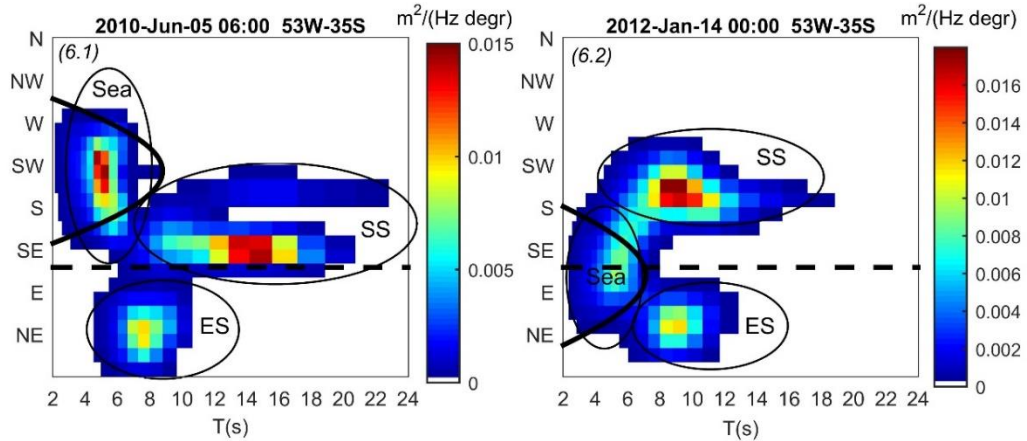 m²/(Hz degr)
2010-Jun-05 06:00 53W-35S
(6.1)
N
NW
W
SW
S
SE
E
NE
Sea
SS
ES
0.015
0.01
0.005
0
2 4 6 8 10 12 14 16 18 20 22 24
T(s)
m²/(Hz degr)
2012-Jan-14 00:00 53W-35S
(6.2)
N
NW
W
SW
S
SE
E
NE
SS
Sea
ES
0.016
0.014
0.012
0.01
0.008
0.006
0.004
0.002
0
2 4 6 8 10 12 14 16 18 20 22 24
T(s)